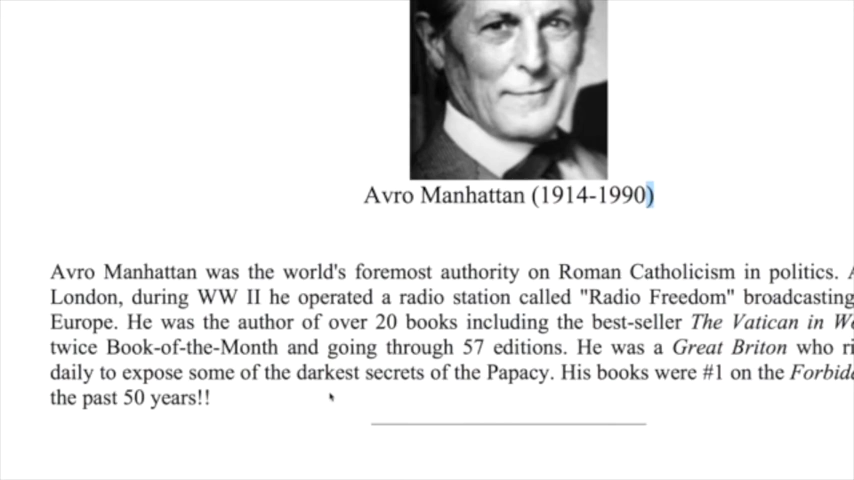 Avro Manhattan (1914-1990)
Avro Manhattan was the world's foremost authority on Roman Catholicism in politics.
London, during WW II he operated a radio station called "Radio Freedom" broadcasting
Europe. He was the author of over 20 books including the best-seller The Vatican in
twice Book-of-the-Month and going through 57 editions. He was a Great Briton who
daily to expose some of the darkest secrets of the Papacy. His books were #1 on the
the past 50 years!!